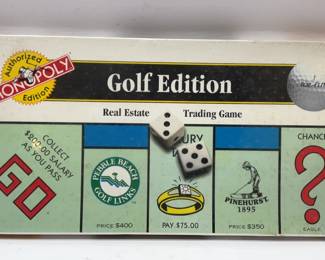 Authorized
MONOPOLY
Edition
Golf Edition
Real Estate Trading Game
COLLECT
$200.00 SALARY
AS YOU PASS
GO
PEBBLE BEACH
GOLF LINKS
PRICE $400
PAY $75.00
PINEHURST
1895
PRICE $350
CHANCE
?